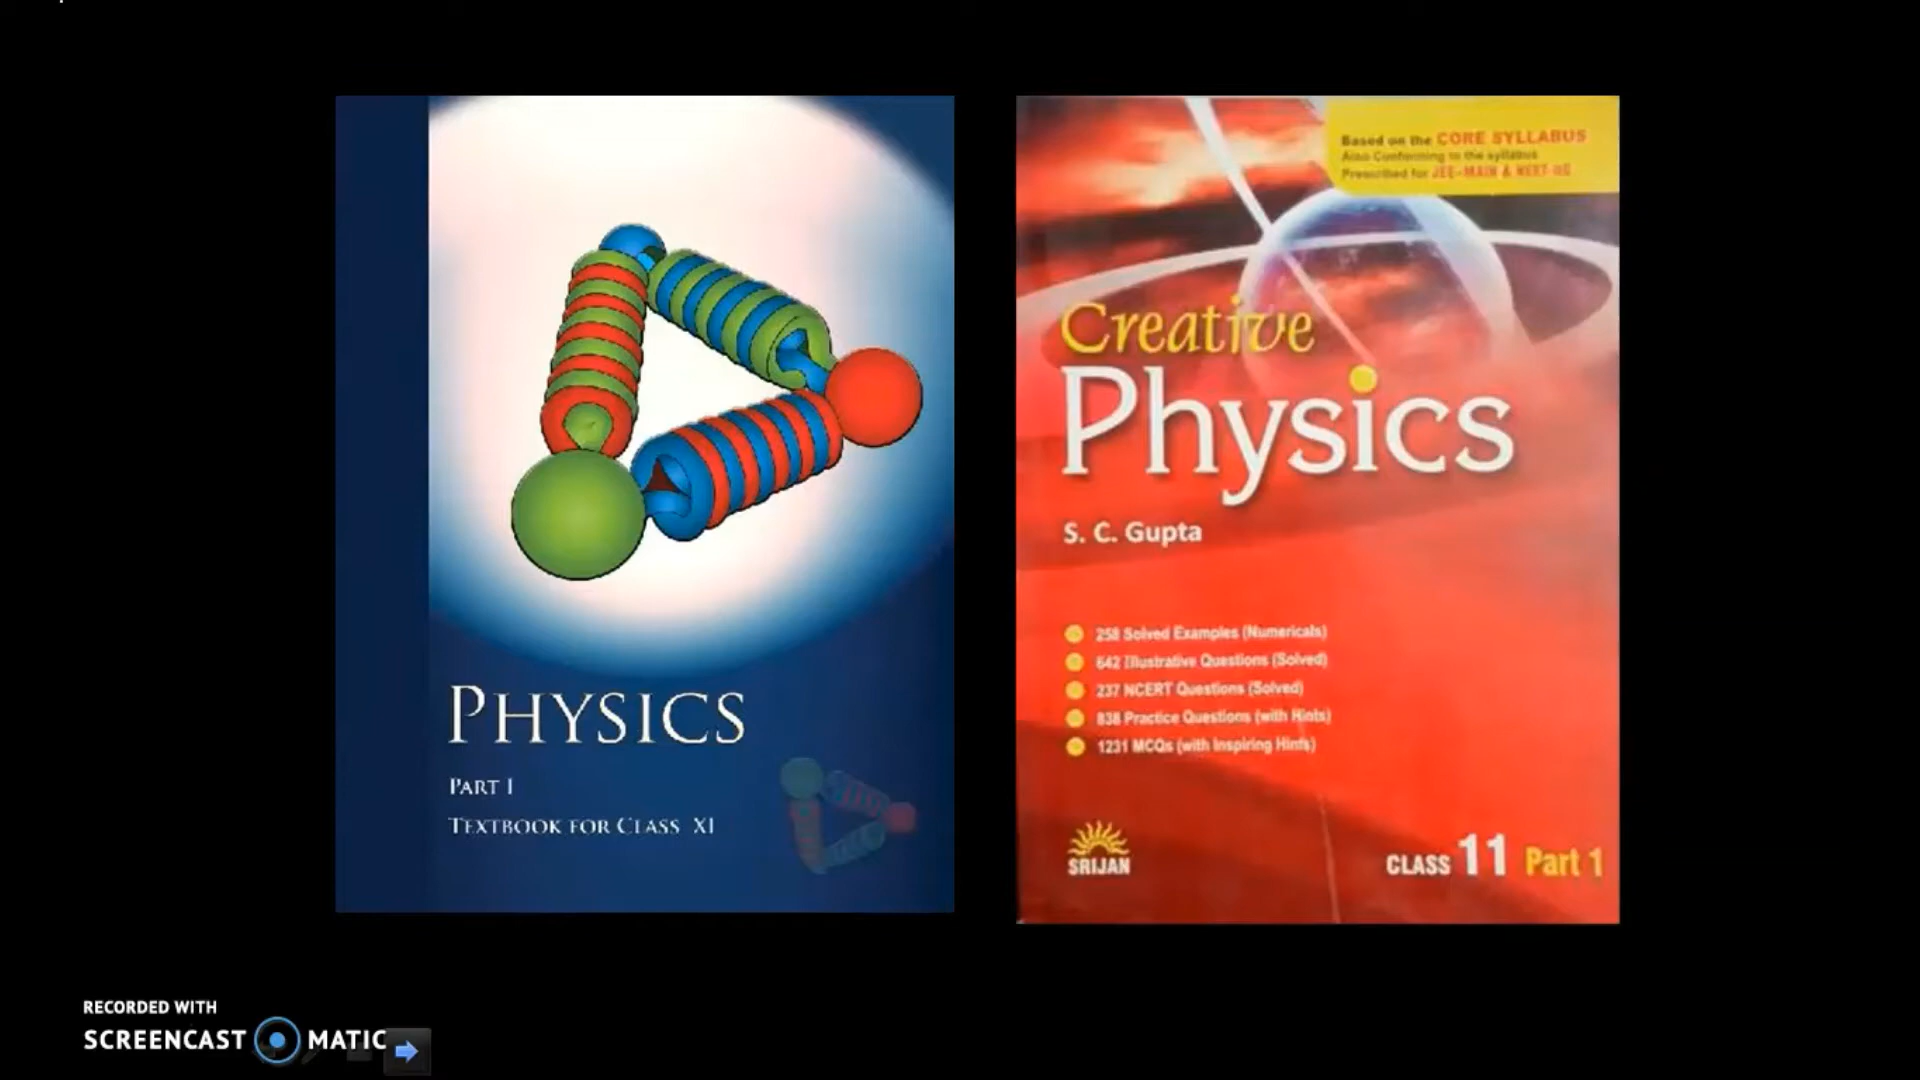 PHYSICS
PART I
TEXTBOOK FOR CLASS XI
Based on the CORE SYLLABUS
Also Conforming to the syllabus
Prescribed for JEE-MAIN & NEET-UG
Creative
Physics
S. C. Gupta
258 Solved Examples (Numericals)
642 Illustrative Questions (Solved)
237 NCERT Questions (Solved)
838 Practice Questions (with Hints)
1231 MCQs (with Inspiring Hints)
SRIJAN
CLASS 11 Part 1
RECORDED WITH
SCREENCAST MATIC